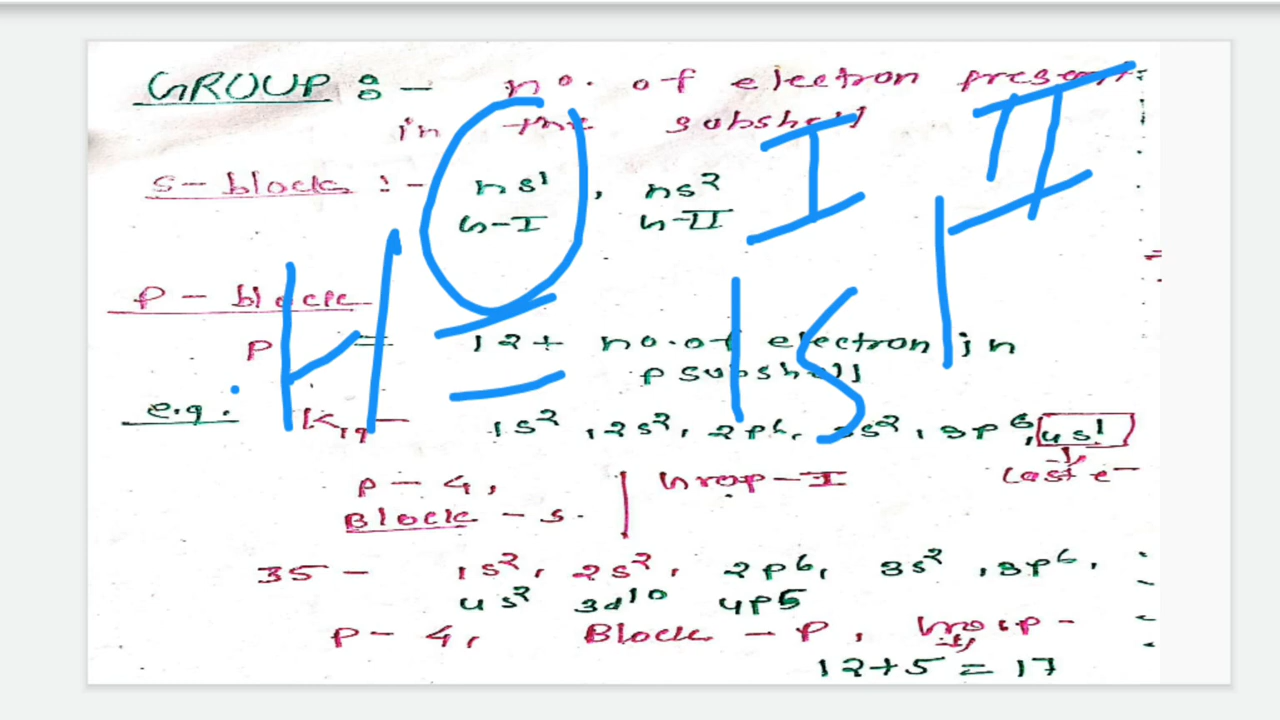 GROUP :- no. of electron present
in the subshell
s-block :- ns¹, ns²
G-I G-II
I II
P-block
P = 12+ no. of electron in
p subshell
H = 1s¹
e.g. K₁₉ - 1s², 2s², 2p⁶, 3s², 3p⁶, 4s¹
p-4, Group-I Last e-
Block-s.
35 - 1s², 2s², 2p⁶, 3s², 3p⁶,
4s² 3d¹⁰ 4p5
p-4, Block-P, Group-
12+5=17